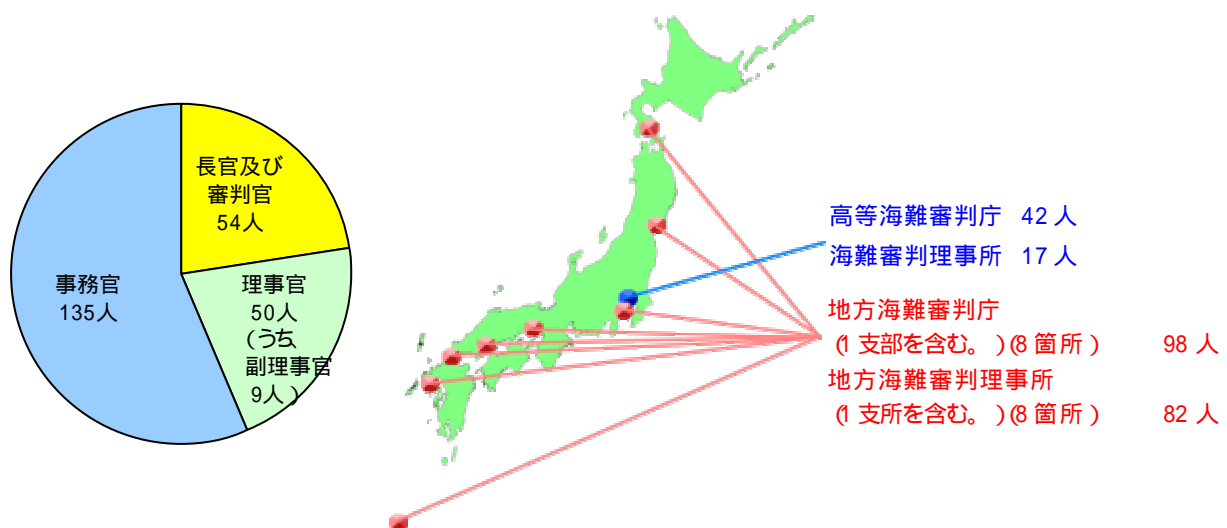 長官及び
審判官
54人
事務官
135人
理事官
50人
(うち
副理事官
9人)
高等海難審判庁 42 人
海難審判理事所 17 人
地方海難審判庁
(1 支部を含む。)(8 箇所) 98 人
地方海難審判理事所
(1 支所を含む。)(8 箇所) 82 人